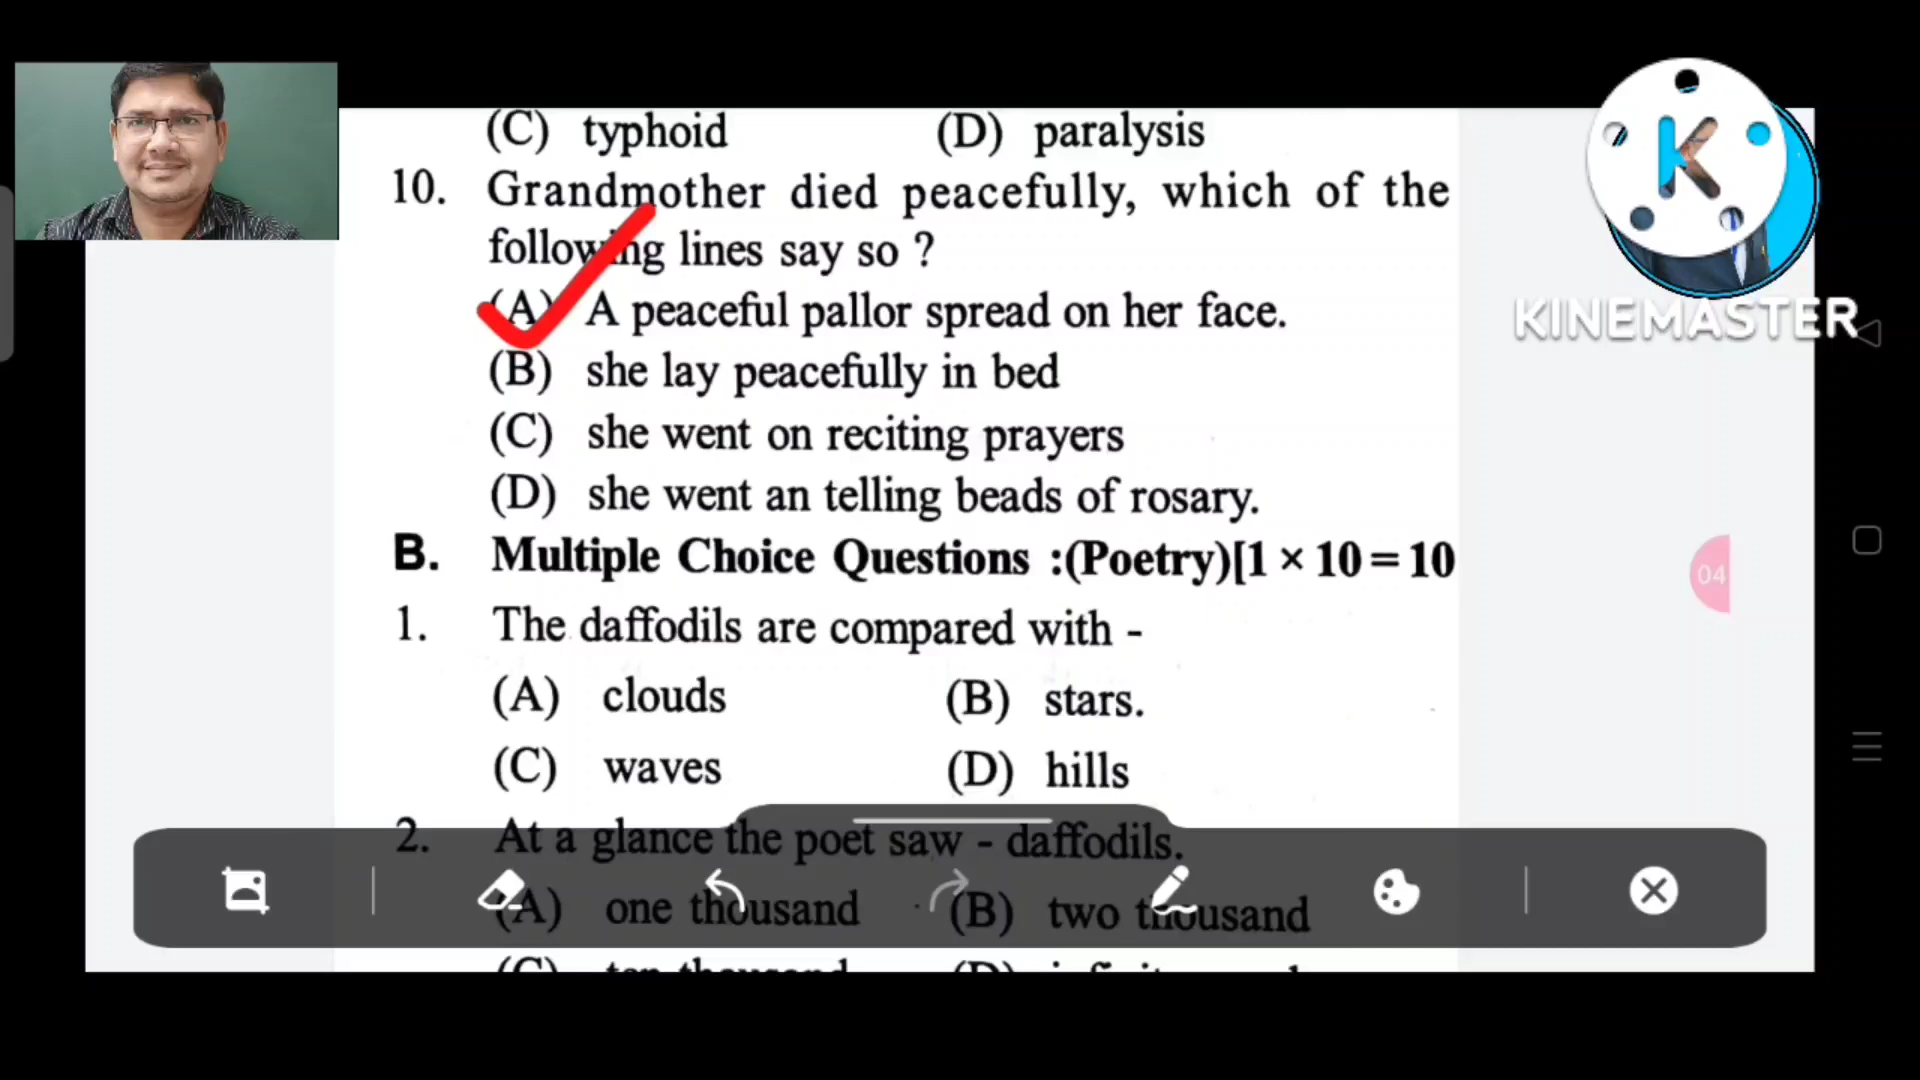 (C) typhoid (D) paralysis
10. Grandmother died peacefully, which of the
following lines say so ?
(A) A peaceful pallor spread on her face.
(B) she lay peacefully in bed
(C) she went on reciting prayers
(D) she went an telling beads of rosary.
B. Multiple Choice Questions :(Poetry)[1 × 10 = 10
1. The daffodils are compared with -
(A) clouds (B) stars.
(C) waves (D) hills
2. At a glance the poet saw - daffodils.
(A) one thousand (B) two thousand
(C) ten thousand (D)
K
KINEMASTER
04